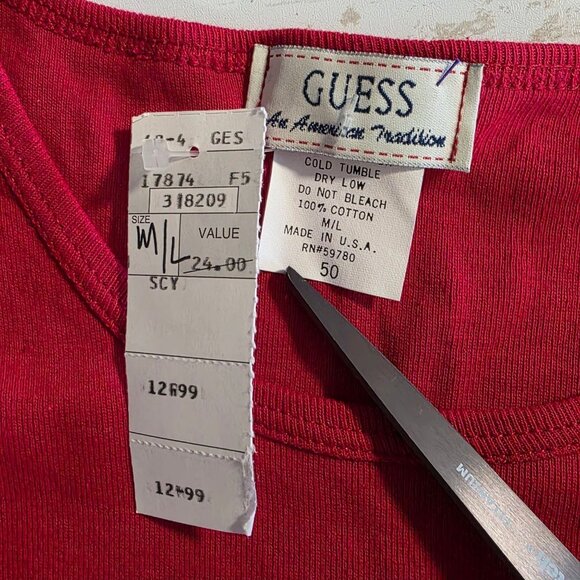 GUESS
An American Tradition
COLD TUMBLE
DRY LOW
DO NOT BLEACH
100% COTTON
M/L
MADE IN U.S.A.
RN#59780
50
GES
17874 F5
318209
SIZE
M/L
VALUE
24.00
SCY
12.99
12.99